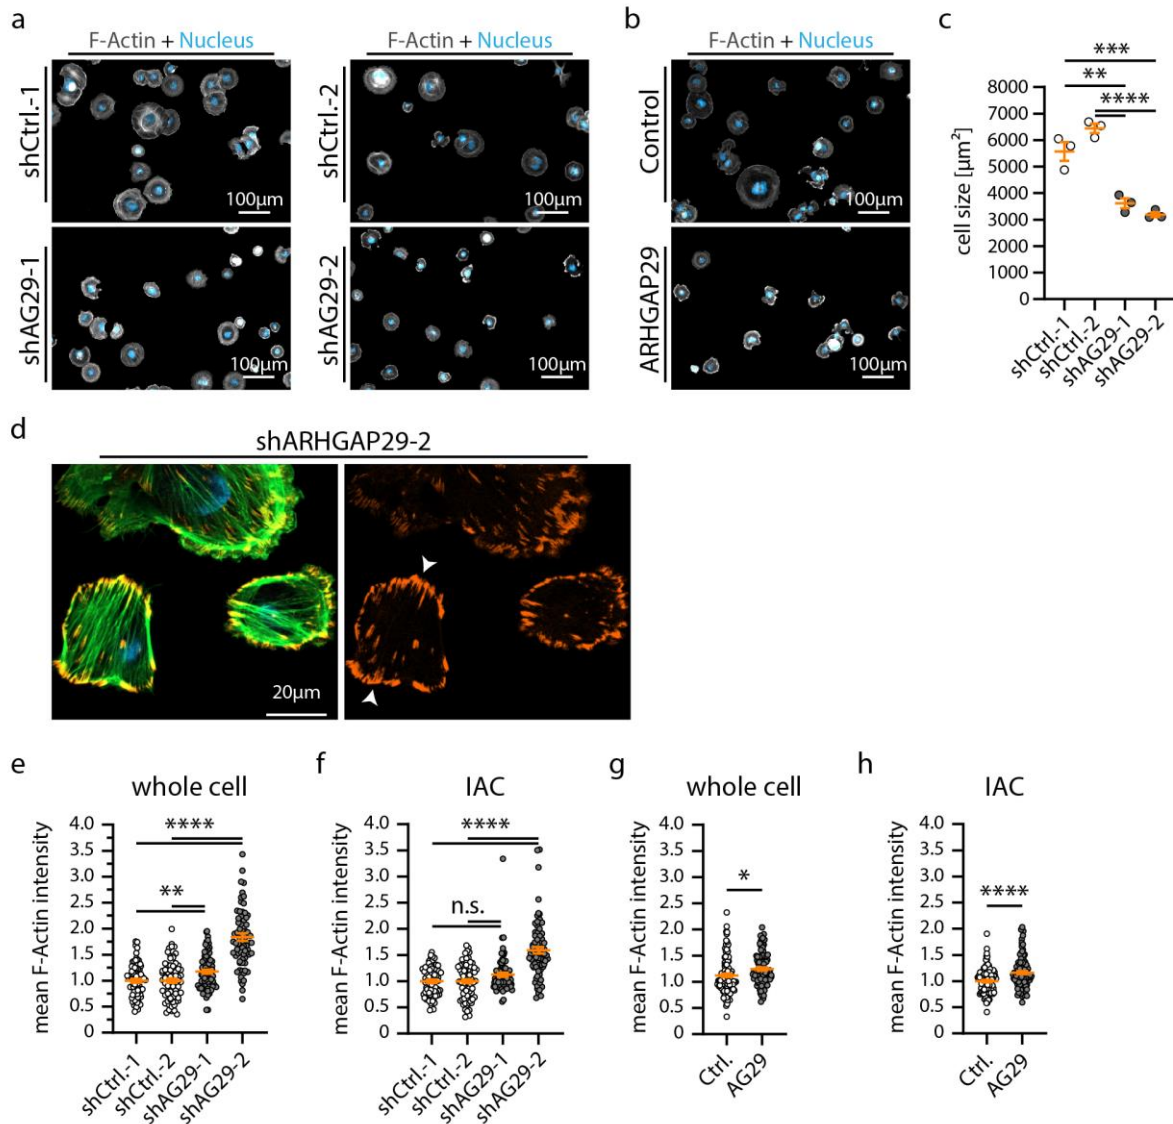 a
F-Actin + Nucleus
F-Actin + Nucleus
shCtrl.-1
100µm
shCtrl.-2
100µm
shAG29-1
100µm
shAG29-2
100µm
b
F-Actin + Nucleus
Control
100µm
ARHGAP29
100µm
c
***
**
****
8000
7000
6000
5000
4000
3000
2000
1000
0
cell size [µm²]
shCtrl.-1
shCtrl.-2
shAG29-1
shAG29-2
d
shARHGAP29-2
20µm
e
whole cell
mean F-Actin intensity
4.0
3.5
3.0
2.5
2.0
1.5
1.0
0.5
0
****
**
shCtrl.-1
shCtrl.-2
shAG29-1
shAG29-2
f
IAC
mean F-Actin intensity
4.0
3.5
3.0
2.5
2.0
1.5
1.0
0.5
0
****
n.s.
shCtrl.-1
shCtrl.-2
shAG29-1
shAG29-2
g
whole cell
mean F-Actin intensity
4.0
3.5
3.0
2.5
2.0
1.5
1.0
0.5
0
*
Ctrl.
AG29
h
IAC
mean F-Actin intensity
4.0
3.5
3.0
2.5
2.0
1.5
1.0
0.5
0
****
Ctrl.
AG29